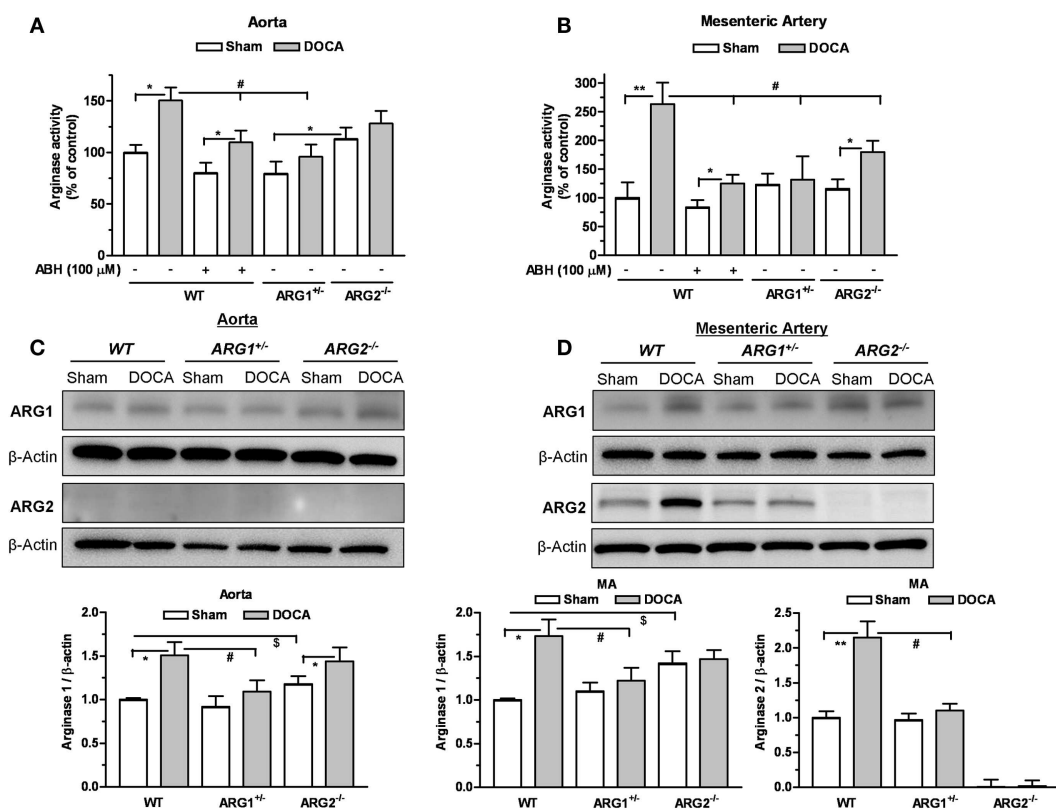 A
Aorta
Sham DOCA
Arginase activity
(% of control)
150
100
75
50
25
0
* # * *
ABH (100 μM) - - + + - - - -
WT ARG1+/- ARG2-/-
B
Mesenteric Artery
Sham DOCA
Arginase activity
(% of control)
300
250
200
150
100
50
0
** # * *
ABH (100 μM) - - + + - - - -
WT ARG1+/- ARG2-/-
C
Aorta
WT ARG1+/- ARG2-/-
Sham DOCA Sham DOCA Sham DOCA
ARG1
β-Actin
ARG2
β-Actin
D
Mesenteric Artery
WT ARG1+/- ARG2-/-
Sham DOCA Sham DOCA Sham DOCA
ARG1
β-Actin
ARG2
β-Actin
Aorta
Sham DOCA
Arginase 1 / β-actin
2.0
1.5
1.0
0.5
0.0
* # $ *
WT ARG1+/- ARG2-/-
MA
Sham DOCA
Arginase 1 / β-actin
2.0
1.5
1.0
0.5
0.0
* # $
WT ARG1+/- ARG2-/-
MA
Sham DOCA
Arginase 2 / β-actin
2.5
2.0
1.5
1.0
0.5
0.0
** #
WT ARG1+/- ARG2-/-